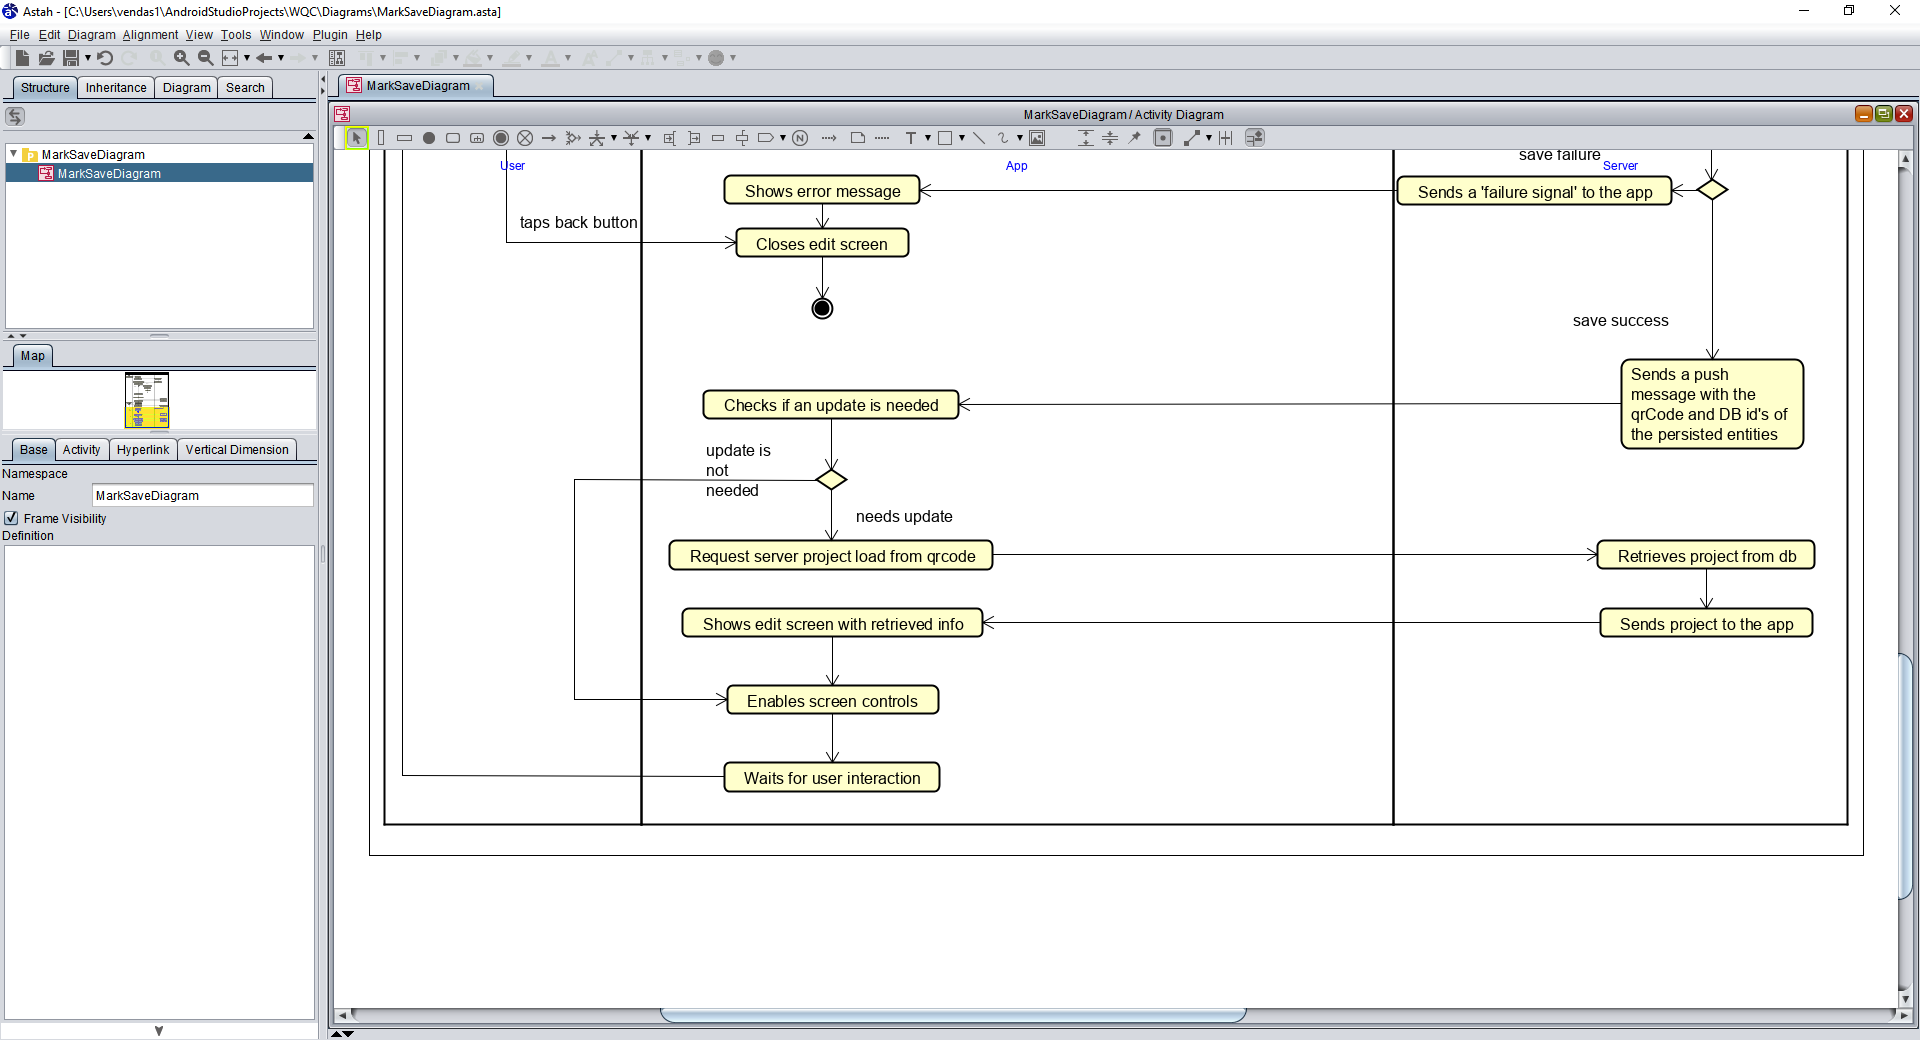 Astah - [C:\Users\vendas1\AndroidStudioProjects\WQC\Diagrams\MarkSaveDiagram.asta]
File Edit Diagram Alignment View Tools Window Plugin Help
Structure Inheritance Diagram Search
MarkSaveDiagram
MarkSaveDiagram
Map
Base Activity Hyperlink Vertical Dimension
Namespace
Name MarkSaveDiagram
Frame Visibility
Definition
MarkSaveDiagram
MarkSaveDiagram / Activity Diagram
User App Server
save failure
Shows error message
Sends a 'failure signal' to the app
taps back button
Closes edit screen
save success
Sends a push
message with the
qrCode and DB id's of
the persisted entities
Checks if an update is needed
update is
not
needed
needs update
Request server project load from qrcode
Retrieves project from db
Shows edit screen with retrieved info
Sends project to the app
Enables screen controls
Waits for user interaction